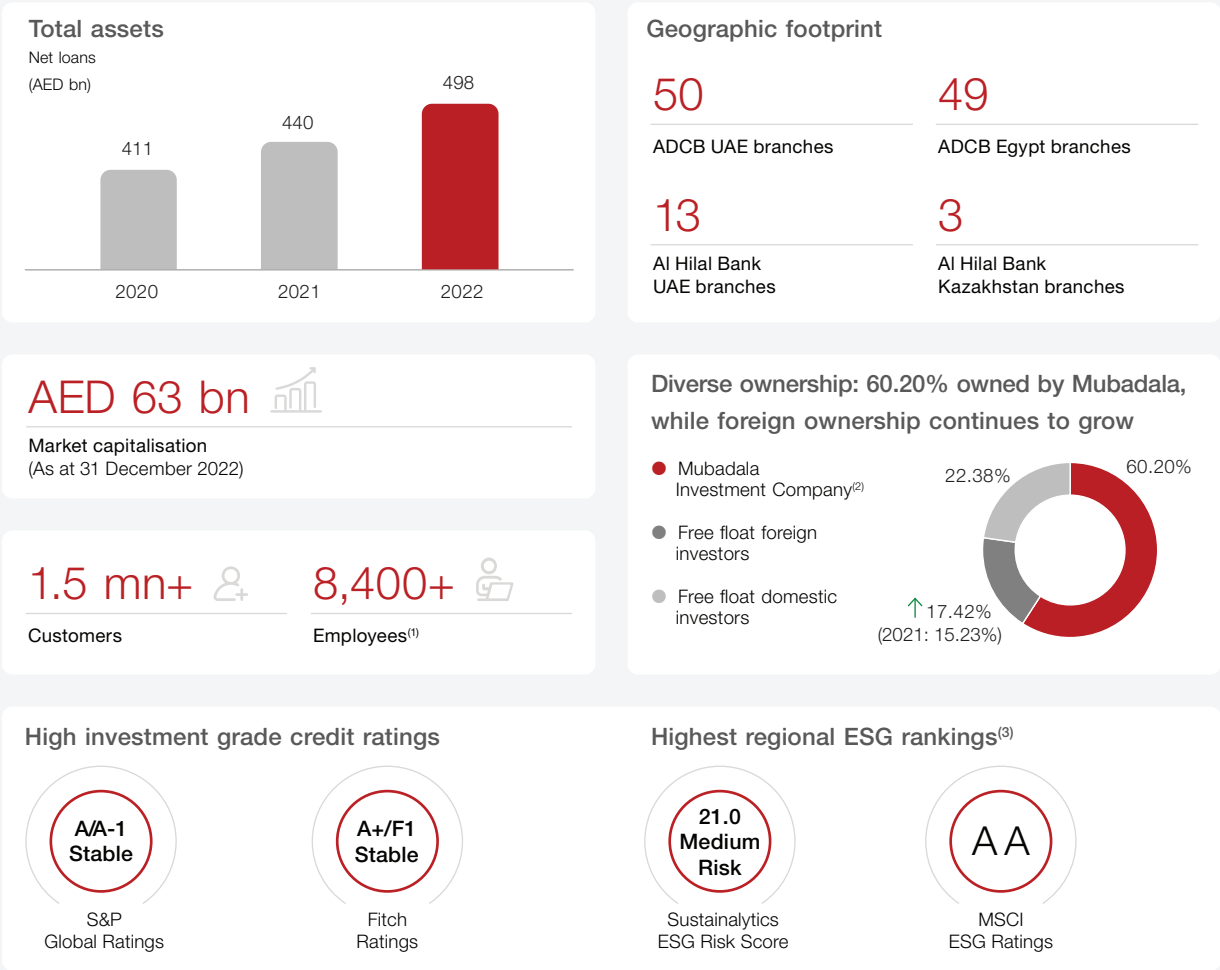 Total assets
Net loans
(AED bn)
411
440
498
2020
2021
2022
Geographic footprint
50
ADCB UAE branches
49
ADCB Egypt branches
13
Al Hilal Bank
UAE branches
3
Al Hilal Bank
Kazakhstan branches
AED 63 bn
Market capitalisation
(As at 31 December 2022)
1.5 mn+
Customers
8,400+
Employees(1)
Diverse ownership: 60.20% owned by Mubadala,
while foreign ownership continues to grow
Mubadala
Investment Company(2)
Free float foreign
investors
Free float domestic
investors
22.38%
60.20%
17.42%
(2021: 15.23%)
High investment grade credit ratings
A/A-1
Stable
S&P
Global Ratings
A+/F1
Stable
Fitch
Ratings
Highest regional ESG rankings(3)
21.0
Medium
Risk
Sustainalytics
ESG Risk Score
AA
MSCI
ESG Ratings